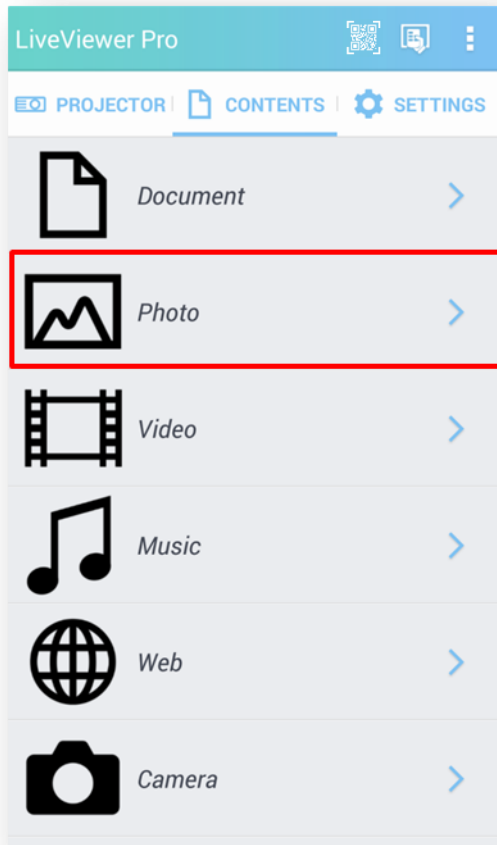 LiveViewer Pro
PROJECTOR CONTENTS SETTINGS
Document
Photo
Video
Music
Web
Camera